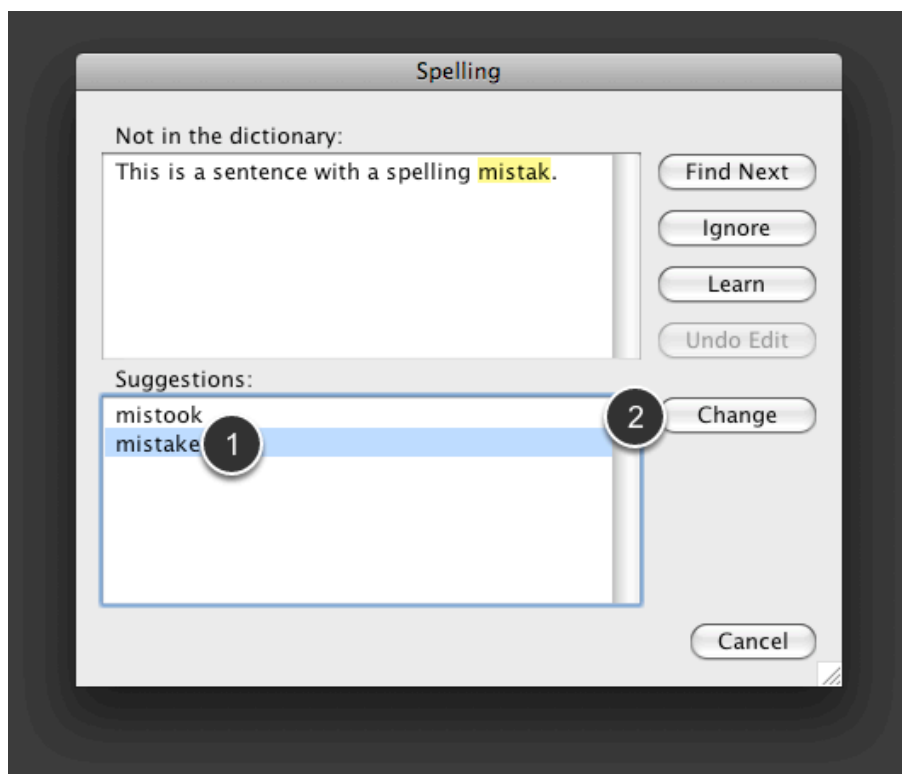 Spelling
Not in the dictionary:
This is a sentence with a spelling mistak.
Find Next
Ignore
Learn
Undo Edit
Suggestions:
mistook
mistake
1
2
Change
Cancel